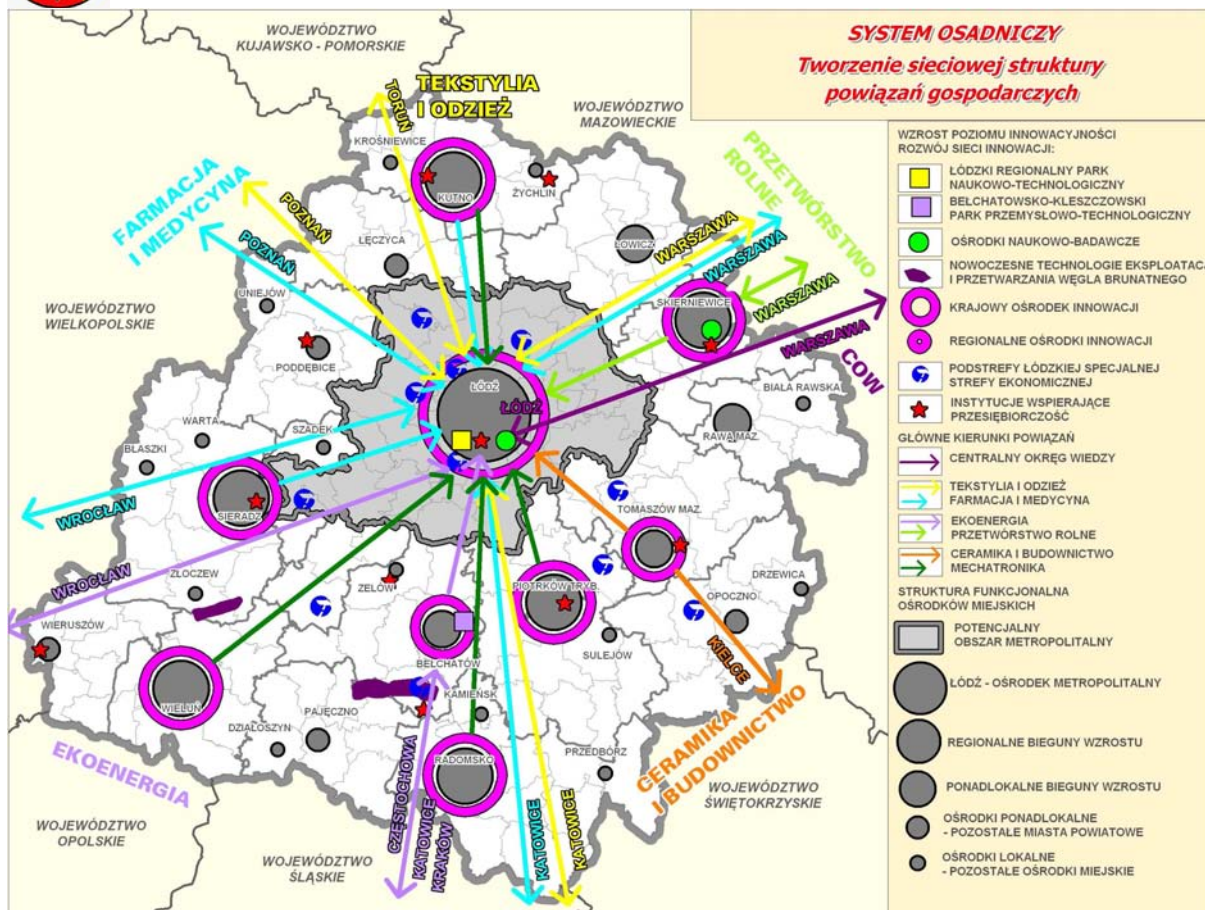 SYSTEM OSADNICZY
Tworzenie sieciowej struktury
powiązań gospodarczych
WOJEWÓDZTWO
KUJAWSKO - POMORSKIE
TEKSTYLIA
I ODZIEŻ
TORUŃ
WOJEWÓDZTWO
MAZOWIECKIE
KROŚNIEWICE
KUTNO
ŻYCHLIN
PRZETWÓRSTWO
ROLNE
FARMACJA
I MEDYCYNA
POZNAŃ
POZNAŃ
ŁĘCZYCA
ŁOWICZ
WARSZAWA
WARSZAWA
WARSZAWA
WARSZAWA
COW
SKIERNIEWICE
UNIEJÓW
WOJEWÓDZTWO
WIELKOPOLSKIE
PODDĘBICE
ŁÓDŹ
ŁÓDŹ
BIAŁA RAWSKA
RAWA MAZ.
WARTA
SZADEK
BŁASZKI
SIERADZ
WROCŁAW
WROCŁAW
TOMASZÓW MAZ.
ZŁOCZEW
ZELÓW
PIOTRKÓW TRYB.
DRZEWICA
OPOCZNO
WIERUSZÓW
BEŁCHATÓW
SULEJÓW
KIELCE
WIELUŃ
DZIAŁOSZYN
PAJĘCZNO
KAMIEŃSK
RADOMSKO
PRZEDBÓRZ
EKOENERGIA
CERAMIKA
I BUDOWNICTWO
CZĘSTOCHOWA
KATOWICE
KRAKÓW
KATOWICE
KATOWICE
WOJEWÓDZTWO
ŚWIĘTOKRZYSKIE
WOJEWÓDZTWO
OPOLSKIE
WOJEWÓDZTWO
ŚLĄSKIE
WZROST POZIOMU INNOWACYJNOŚCI
ROZWÓJ SIECI INNOWACJI:
ŁÓDZKI REGIONALNY PARK
NAUKOWO-TECHNOLOGICZNY
BEŁCHATOWSKO-KLESZCZOWSKI
PARK PRZEMYSŁOWO-TECHNOLOGICZNY
OŚRODKI NAUKOWO-BADAWCZE
NOWOCZESNE TECHNOLOGIE EKSPLOATAC
I PRZETWARZANIA WĘGLA BRUNATNEGO
KRAJOWY OŚRODEK INNOWACJI
REGIONALNE OŚRODKI INNOWACJI
PODSTREFY ŁÓDZKIEJ SPECJALNEJ
STREFY EKONOMICZNEJ
INSTYTUCJE WSPIERAJĄCE
PRZESIĘBIORCZOŚĆ
GŁÓWNE KIERUNKI POWIĄZAŃ
CENTRALNY OKRĘG WIEDZY
TEKSTYLIA I ODZIEŻ
FARMACJA I MEDYCYNA
EKOENERGIA
PRZETWÓRSTWO ROLNE
CERAMIKA I BUDOWNICTWO
MECHATRONIKA
STRUKTURA FUNKCJONALNA
OŚRODKÓW MIEJSKICH
POTENCJALNY
OBSZAR METROPOLITALNY
ŁÓDŹ - OŚRODEK METROPOLITALNY
REGIONALNE BIEGUNY WZROSTU
PONADLOKALNE BIEGUNY WZROSTU
OŚRODKI PONADLOKALNE
- POZOSTAŁE MIASTA POWIATOWE
OŚRODKI LOKALNE
- POZOSTAŁE OŚRODKI MIEJSKIE